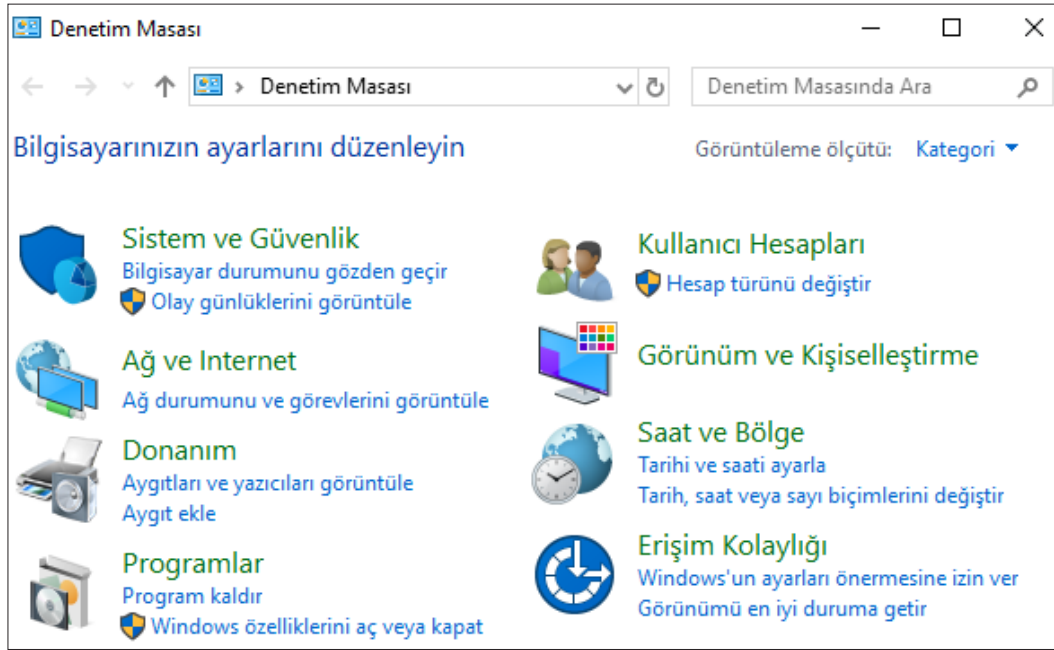 Denetim Masası
Denetim Masası
Denetim Masasında Ara
Bilgisayarınızın ayarlarını düzenleyin
Görüntüleme ölçütü: Kategori
Sistem ve Güvenlik
Bilgisayar durumunu gözden geçir
Olay günlüklerini görüntüle
Ağ ve Internet
Ağ durumunu ve görevlerini görüntüle
Donanım
Aygıtları ve yazıcıları görüntüle
Aygıt ekle
Programlar
Program kaldır
Windows özelliklerini aç veya kapat
Kullanıcı Hesapları
Hesap türünü değiştir
Görünüm ve Kişiselleştirme
Saat ve Bölge
Tarihi ve saati ayarla
Tarih, saat veya sayı biçimlerini değiştir
Erişim Kolaylığı
Windows'un ayarları önermesine izin ver
Görünümü en iyi duruma getir